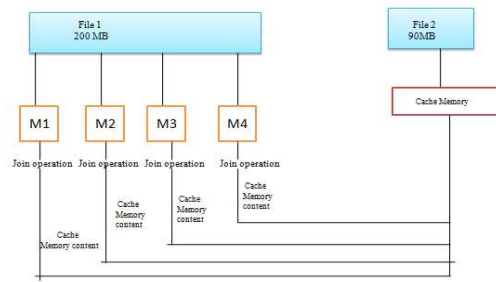 File 1
200 MB
File 2
90MB
Cache Memory
M1
M2
M3
M4
Join operation
Join operation
Join operation
Join operation
Cache
Memory
content
Cache
Memory
content
Cache
Memory
content
Cache
Memory content